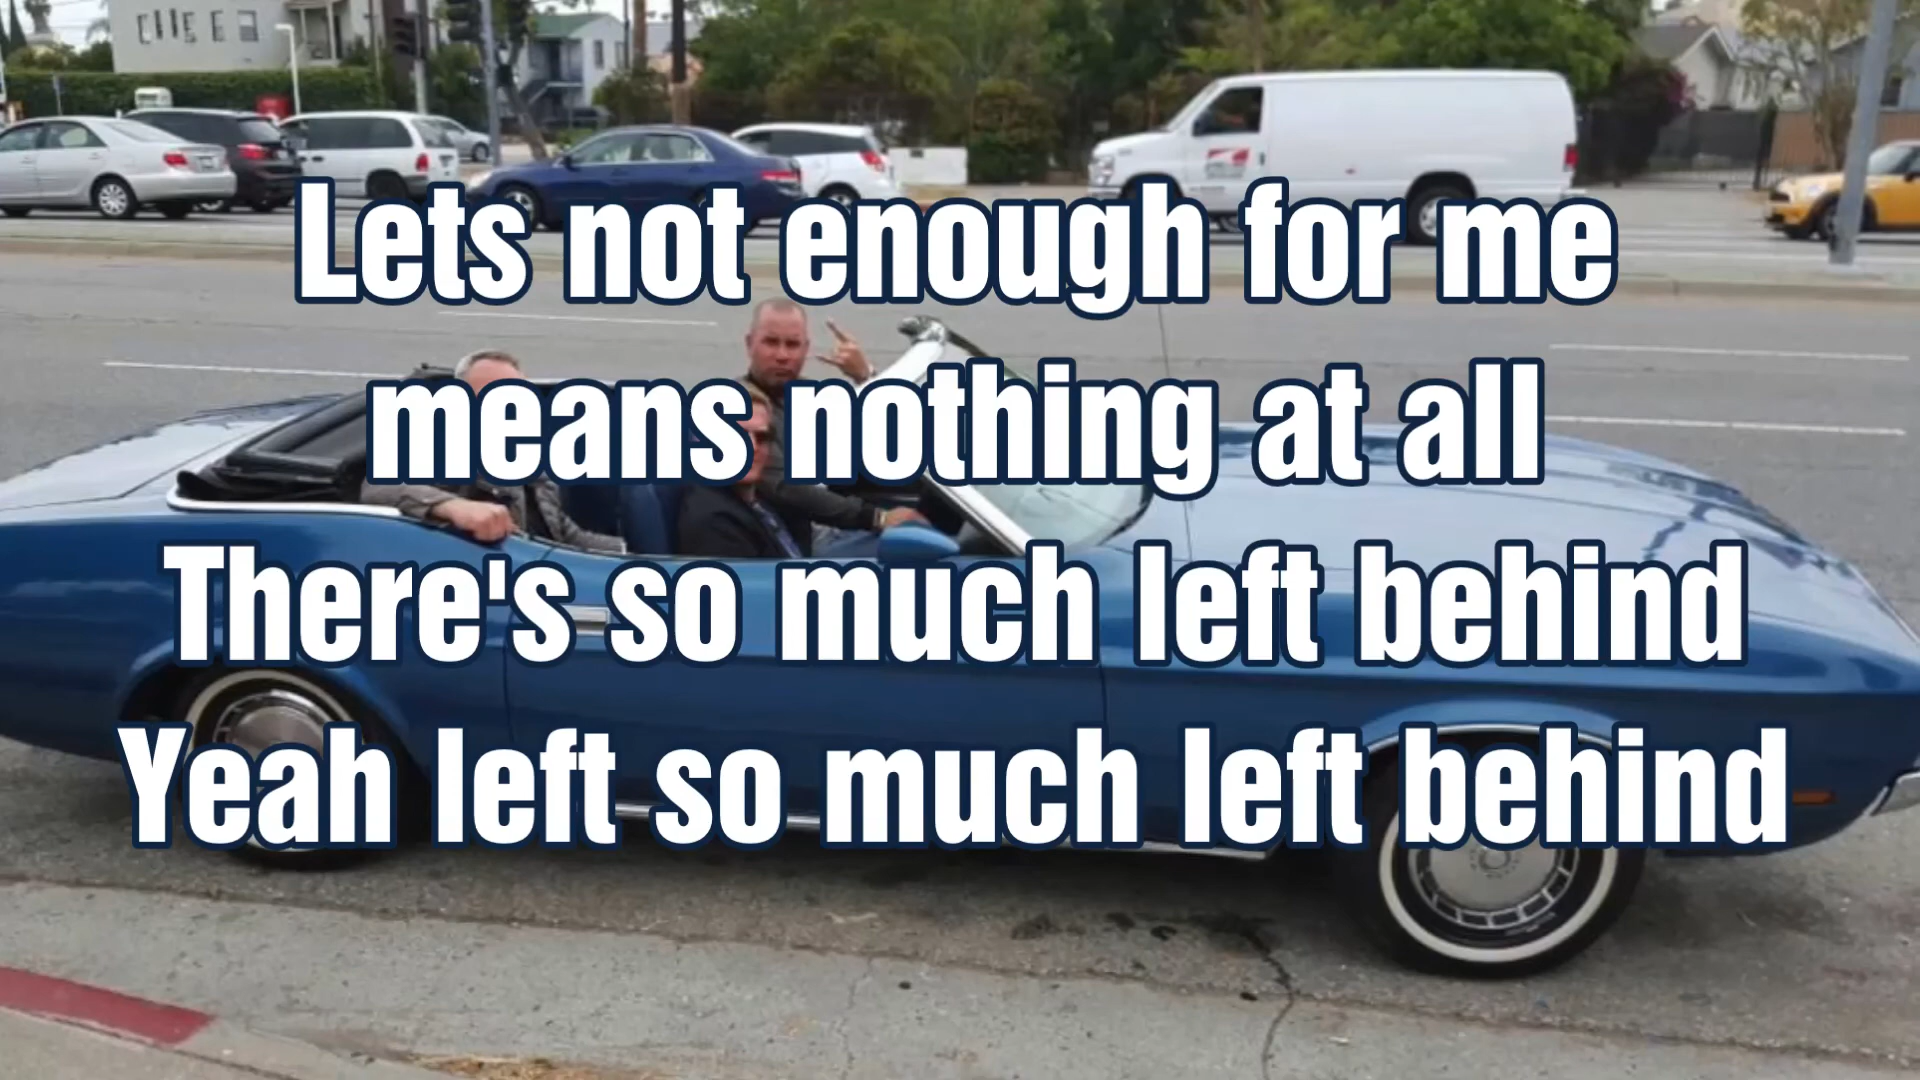 Lets not enough for me
means nothing at all
There's so much left behind
Yeah left so much left behind